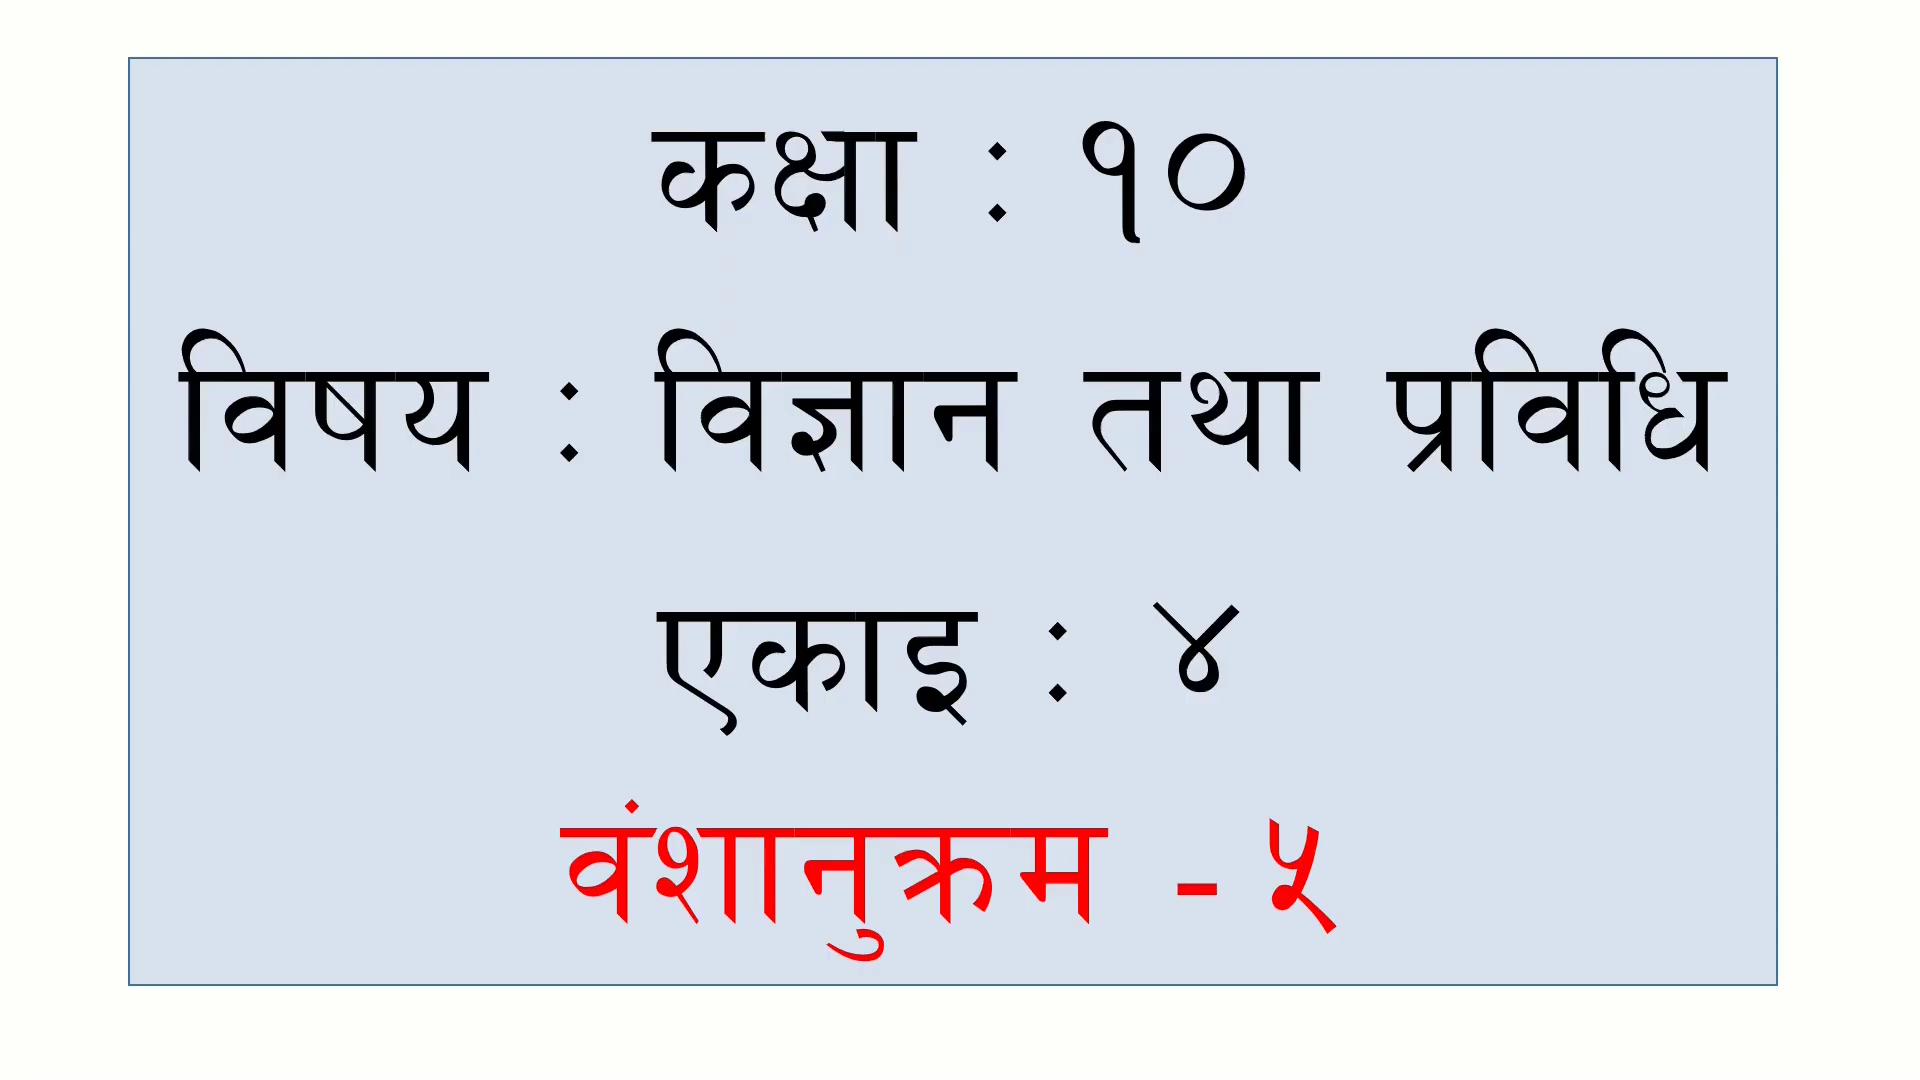 कक्षा : १०
विषय : विज्ञान तथा प्रविधि
एकाइ : ४
वंशानुक्रम - ५